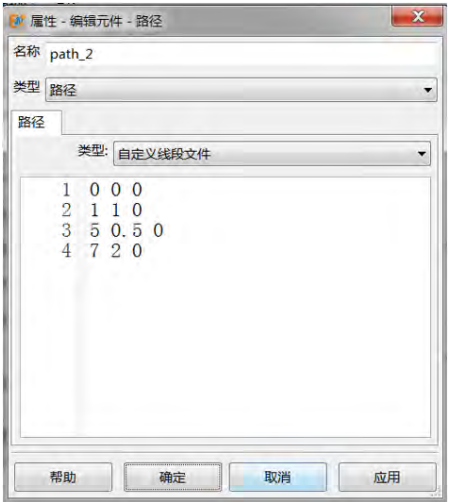 属性 - 编辑元件 - 路径
名称 path_2
类型 路径
路径
类型: 自定义线段文件
1 0 0 0
2 1 1 0
3 5 0.5 0
4 7 2 0
帮助 确定 取消 应用